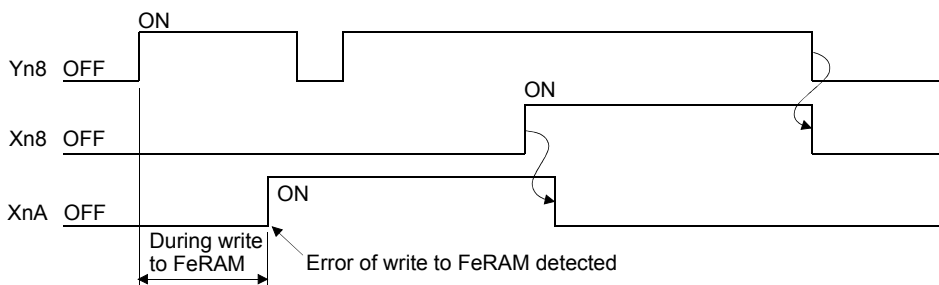 ON
Yn8 OFF
ON
Xn8 OFF
ON
XnA OFF
During write
to FeRAM
Error of write to FeRAM detected